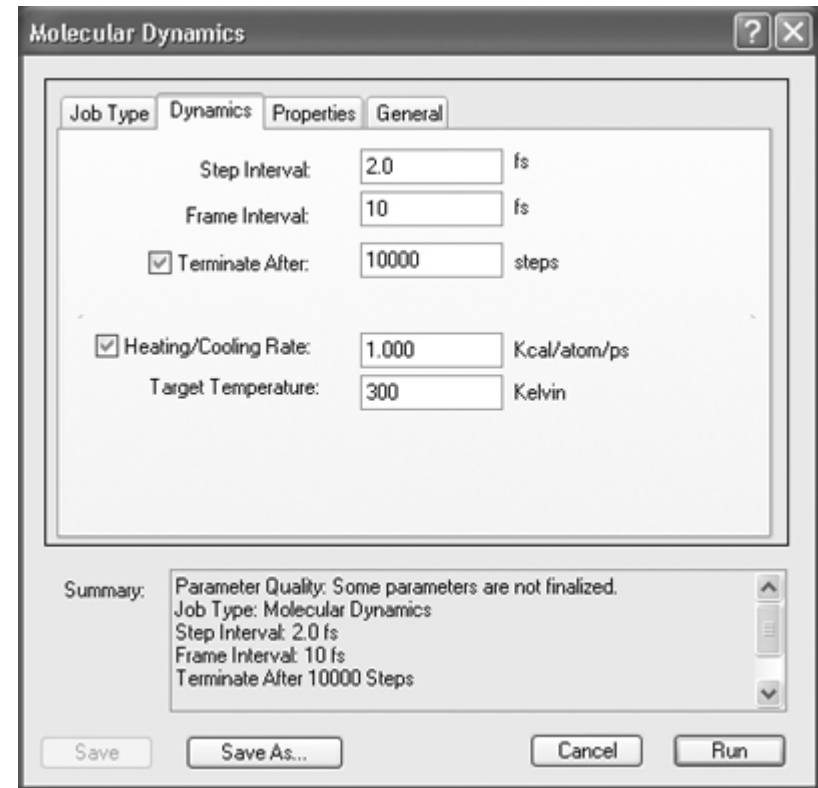 Molecular Dynamics
Job Type Dynamics Properties General
Step Interval: 2.0 fs
Frame Interval: 10 fs
Terminate After: 10000 steps
Heating/Cooling Rate: 1.000 Kcal/atom/ps
Target Temperature: 300 Kelvin
Summary: Parameter Quality: Some parameters are not finalized.
Job Type: Molecular Dynamics
Step Interval: 2.0 fs
Frame Interval: 10 fs
Terminate After 10000 Steps
Save Save As... Cancel Run